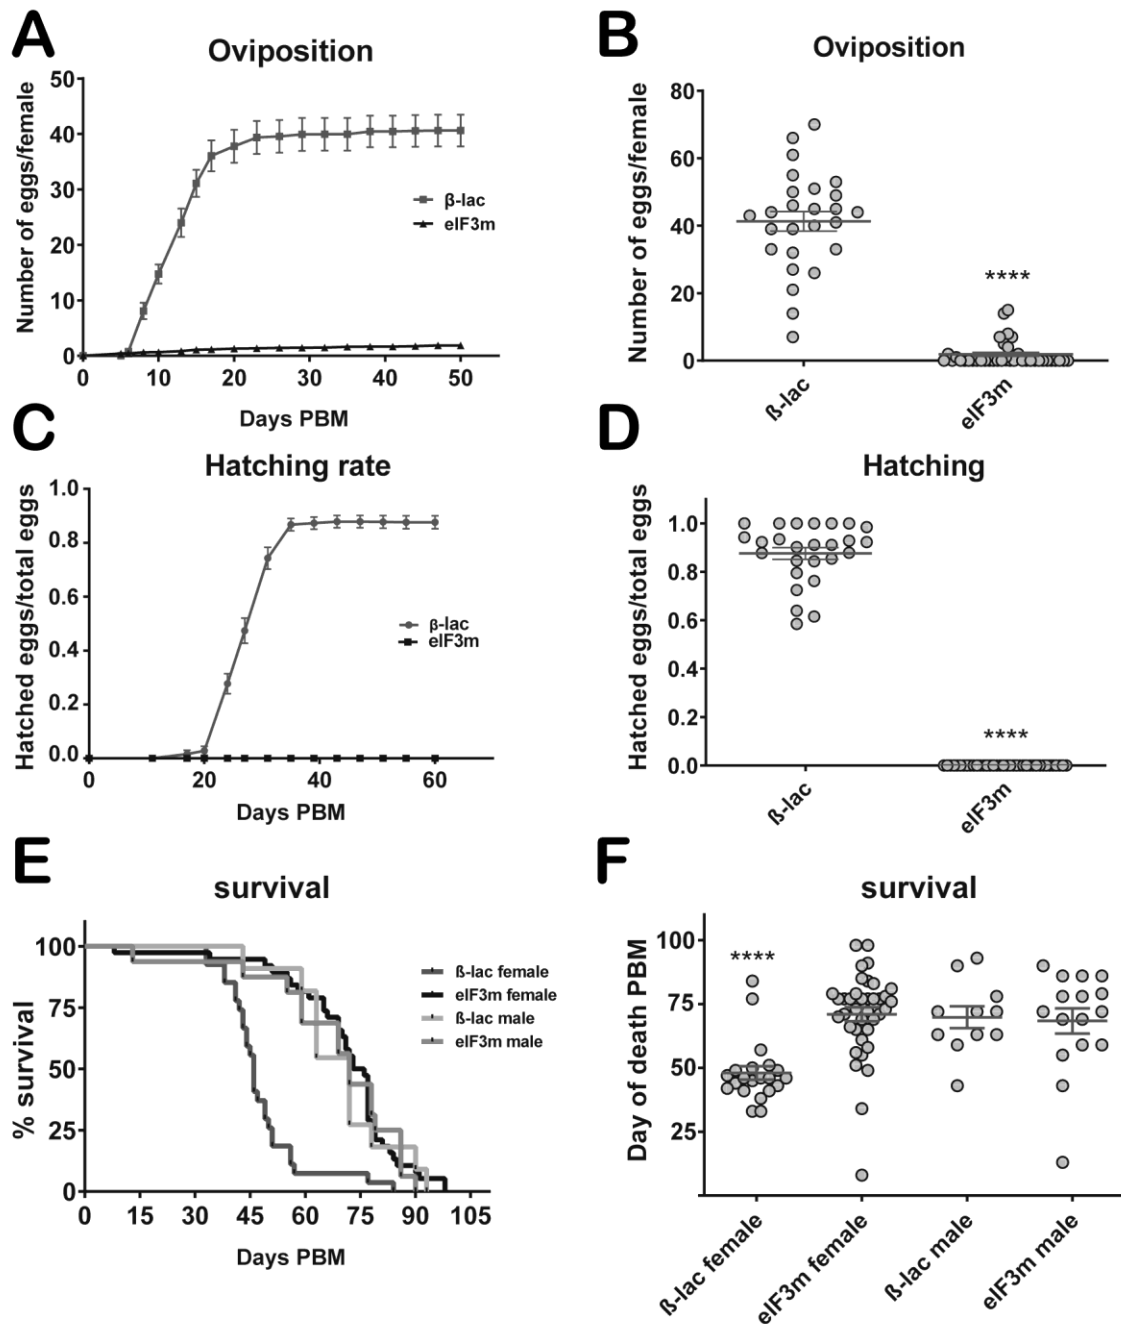 A
Oviposition
Number of eggs/female
50
40
30
20
10
0
0 10 20 30 40 50
Days PBM
β-lac
eIF3m
B
Oviposition
Number of eggs/female
80
60
40
20
0
****
ß-lac
eIF3m
C
Hatching rate
Hatched eggs/total eggs
1.0
0.8
0.6
0.4
0.2
0.0
0 20 40 60
Days PBM
β-lac
eIF3m
D
Hatching
Hatched eggs/total eggs
1.0
0.8
0.6
0.4
0.2
0.0
****
ß-lac
eIF3m
E
survival
% survival
100
75
50
25
0
0 15 30 45 60 75 90 105
Days PBM
ß-lac female
eIF3m female
ß-lac male
eIF3m male
F
survival
Day of death PBM
100
75
50
25
****
ß-lac female
eIF3m female
ß-lac male
eIF3m male